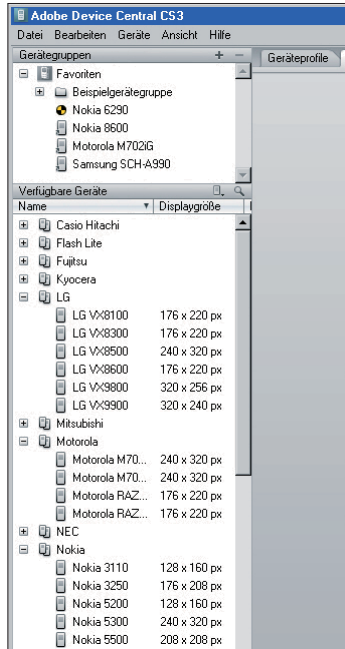 Adobe Device Central CS3
Datei Bearbeiten Geräte Ansicht Hilfe
Gerätegruppen + −
Geräteprofile
Favoriten
Beispielgerätegruppe
Nokia 6290
Nokia 8600
Motorola M702iG
Samsung SCH-A990
Verfügbare Geräte
Name Displaygröße
Casio Hitachi
Flash Lite
Fujitsu
Kyocera
LG
LG VX8100 176 x 220 px
LG VX8300 176 x 220 px
LG VX8500 240 x 320 px
LG VX8600 176 x 220 px
LG VX9800 320 x 256 px
LG VX9900 320 x 240 px
Mitsubishi
Motorola
Motorola M70... 240 x 320 px
Motorola M70... 240 x 320 px
Motorola RAZ... 176 x 220 px
Motorola RAZ... 176 x 220 px
NEC
Nokia
Nokia 3110 128 x 160 px
Nokia 3250 176 x 208 px
Nokia 5200 128 x 160 px
Nokia 5300 240 x 320 px
Nokia 5500 208 x 208 px